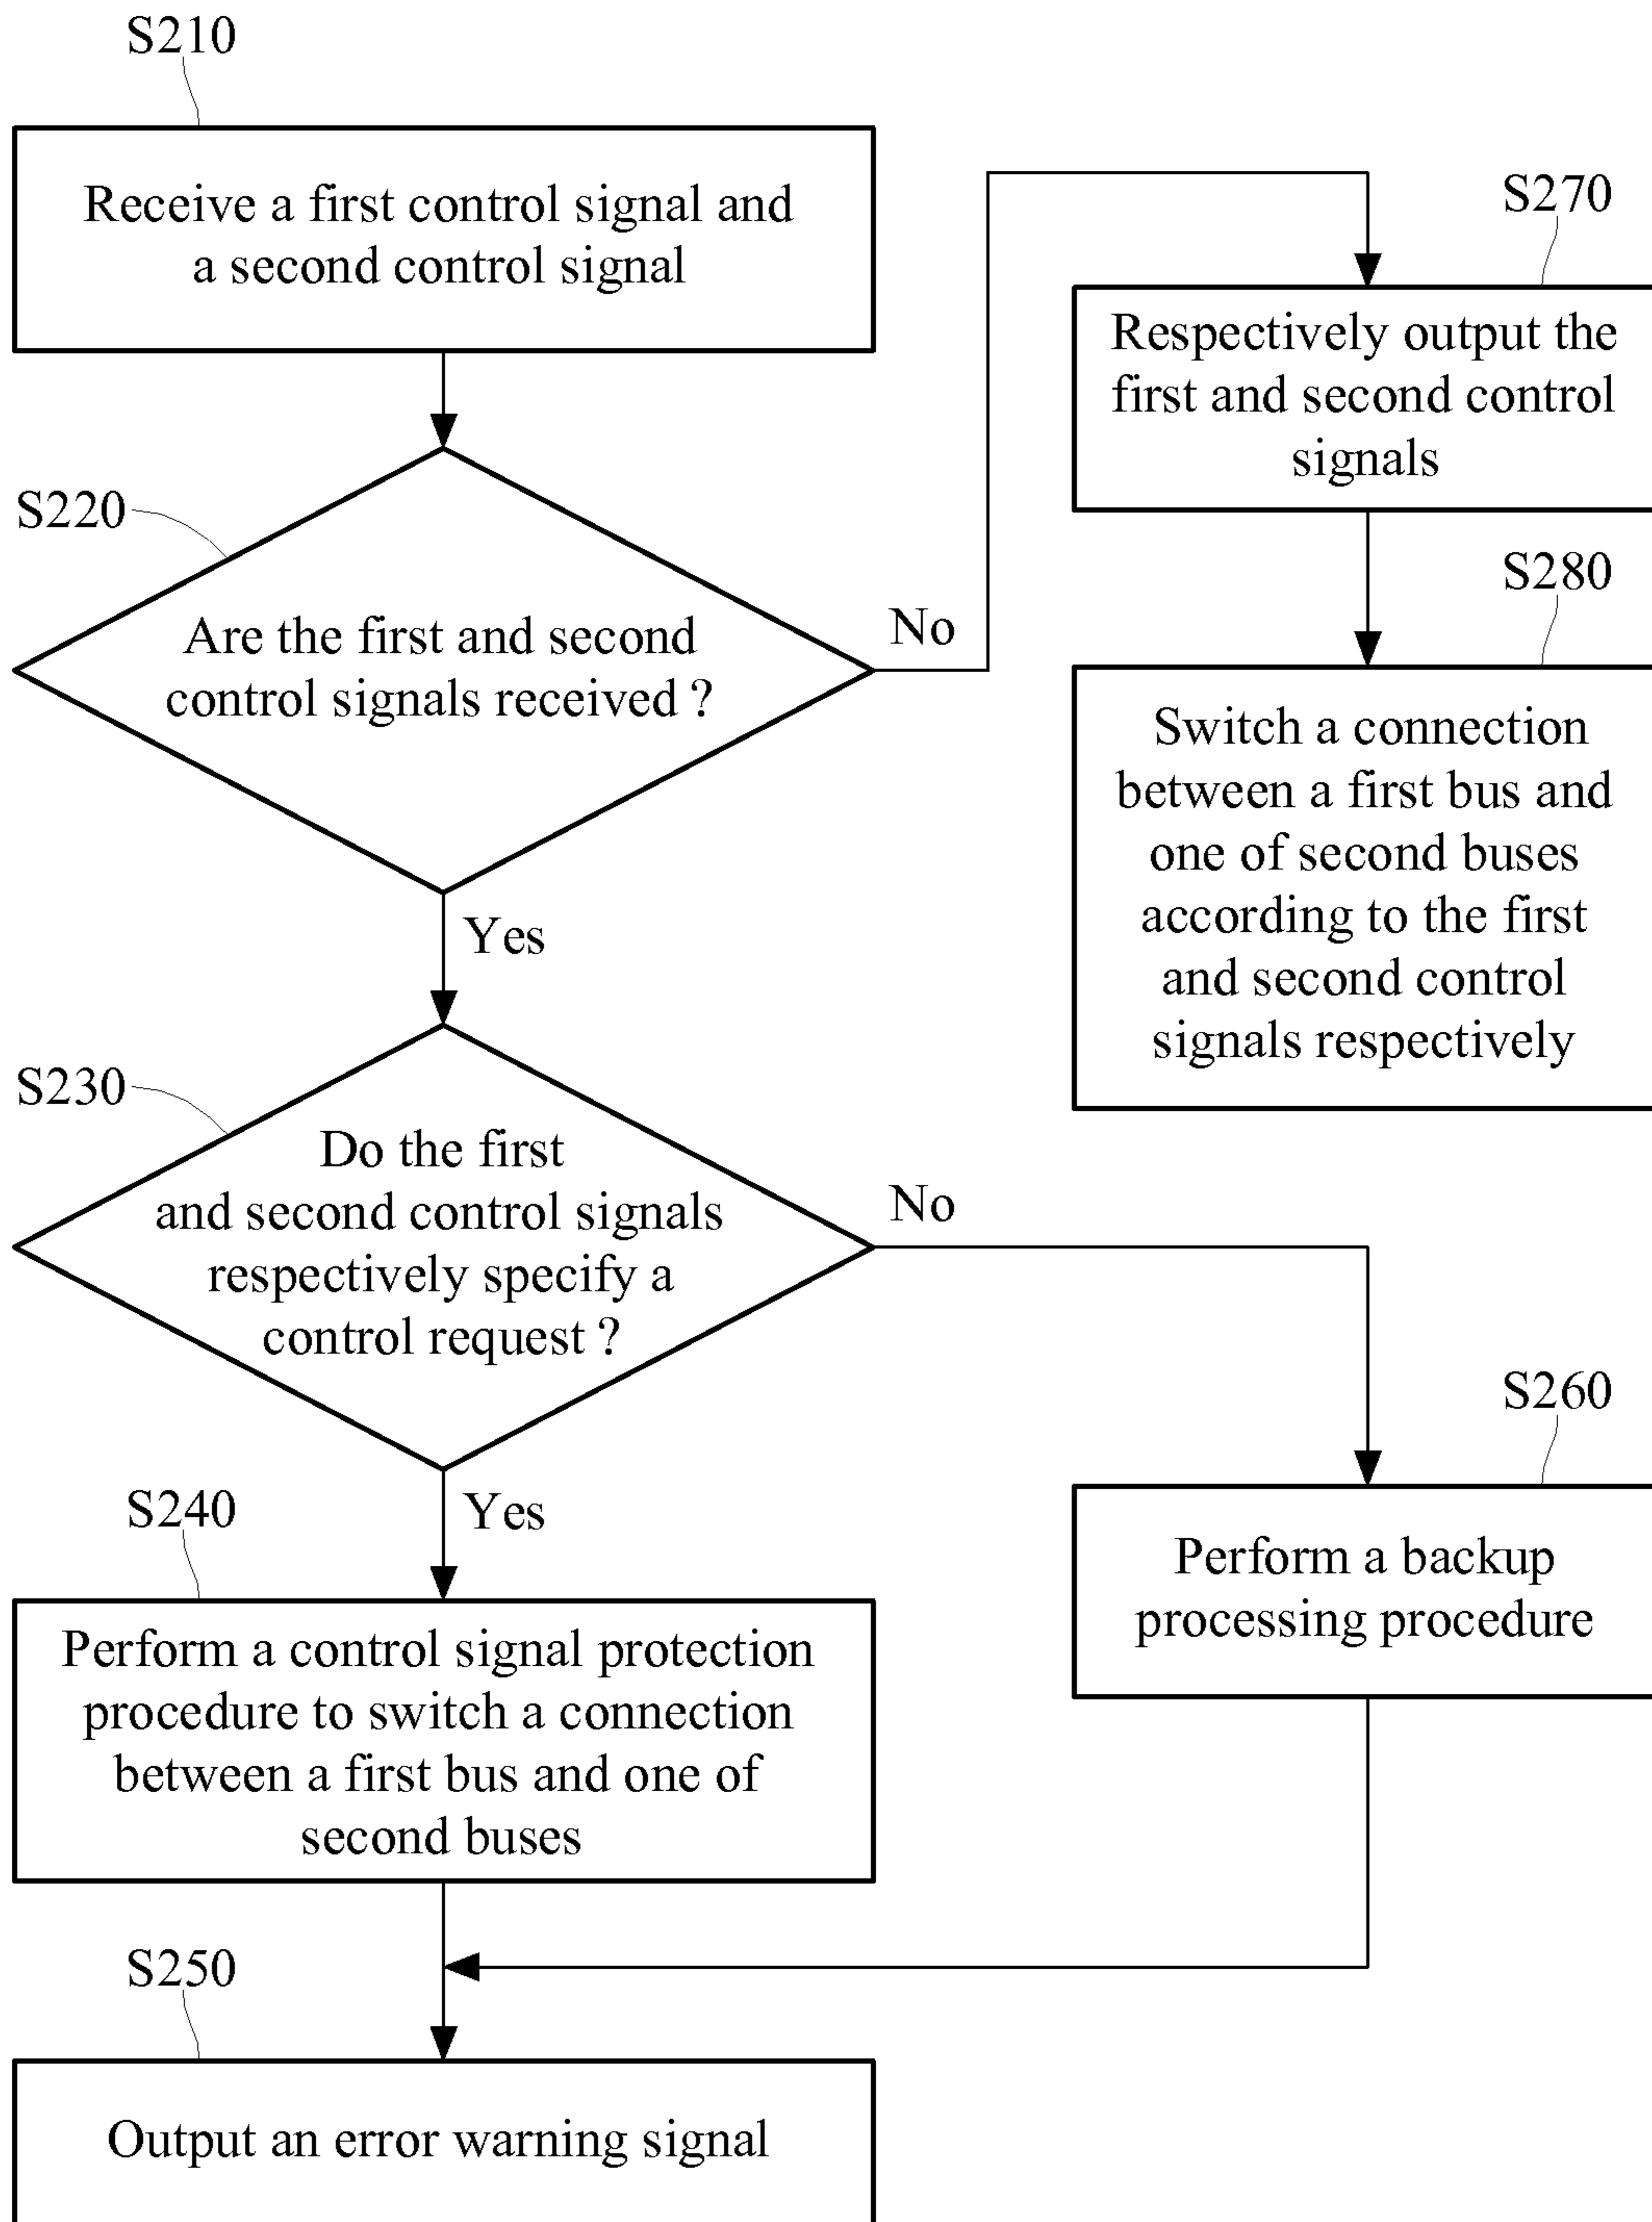 S210
Receive a first control signal and
a second control signal
S220
Are the first and second
control signals received ?
No
Yes
S270
Respectively output the
first and second control
signals
S280
Switch a connection
between a first bus and
one of second buses
according to the first
and second control
signals respectively
S230
Do the first
and second control signals
respectively specify a
control request ?
No
Yes
S240
Perform a control signal protection
procedure to switch a connection
between a first bus and one of
second buses
S260
Perform a backup
processing procedure
S250
Output an error warning signal